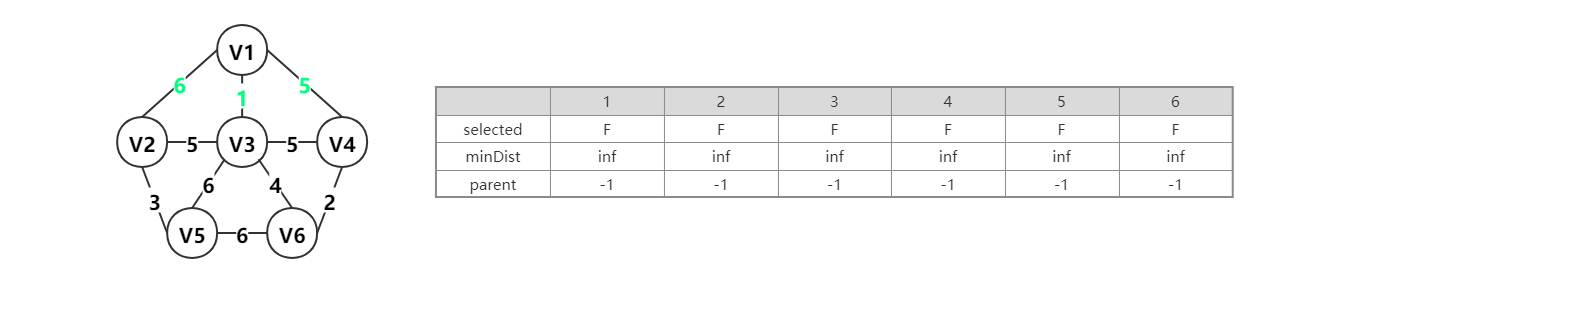 V1
6
5
1
V2
5
V3
5
V4
6
4
3
2
V5
6
V6
1 2 3 4 5 6
selected F F F F F F
minDist inf inf inf inf inf inf
parent -1 -1 -1 -1 -1 -1